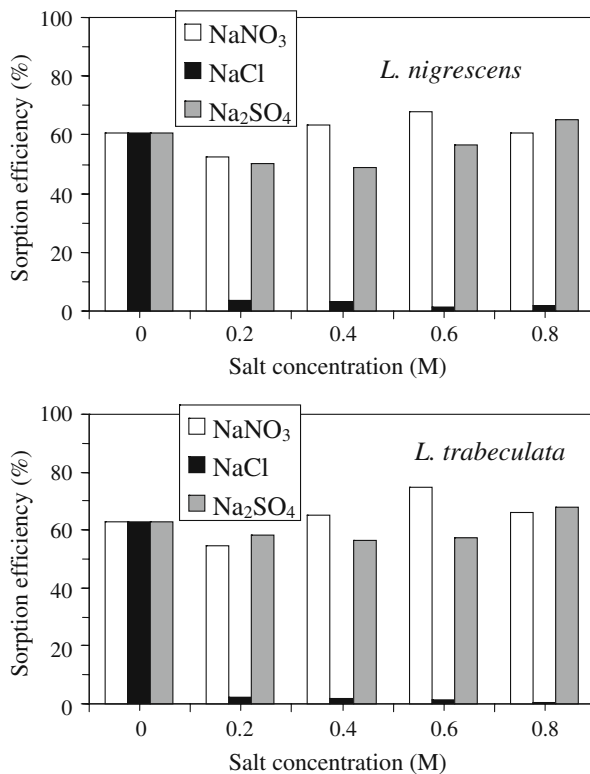 100
80
60
40
20
0
Sorption efficiency (%)
NaNO₃
NaCl
Na₂SO₄
L. nigrescens
0 0.2 0.4 0.6 0.8
Salt concentration (M)
100
80
60
40
20
0
Sorption efficiency (%)
NaNO₃
NaCl
Na₂SO₄
L. trabeculata
0 0.2 0.4 0.6 0.8
Salt concentration (M)